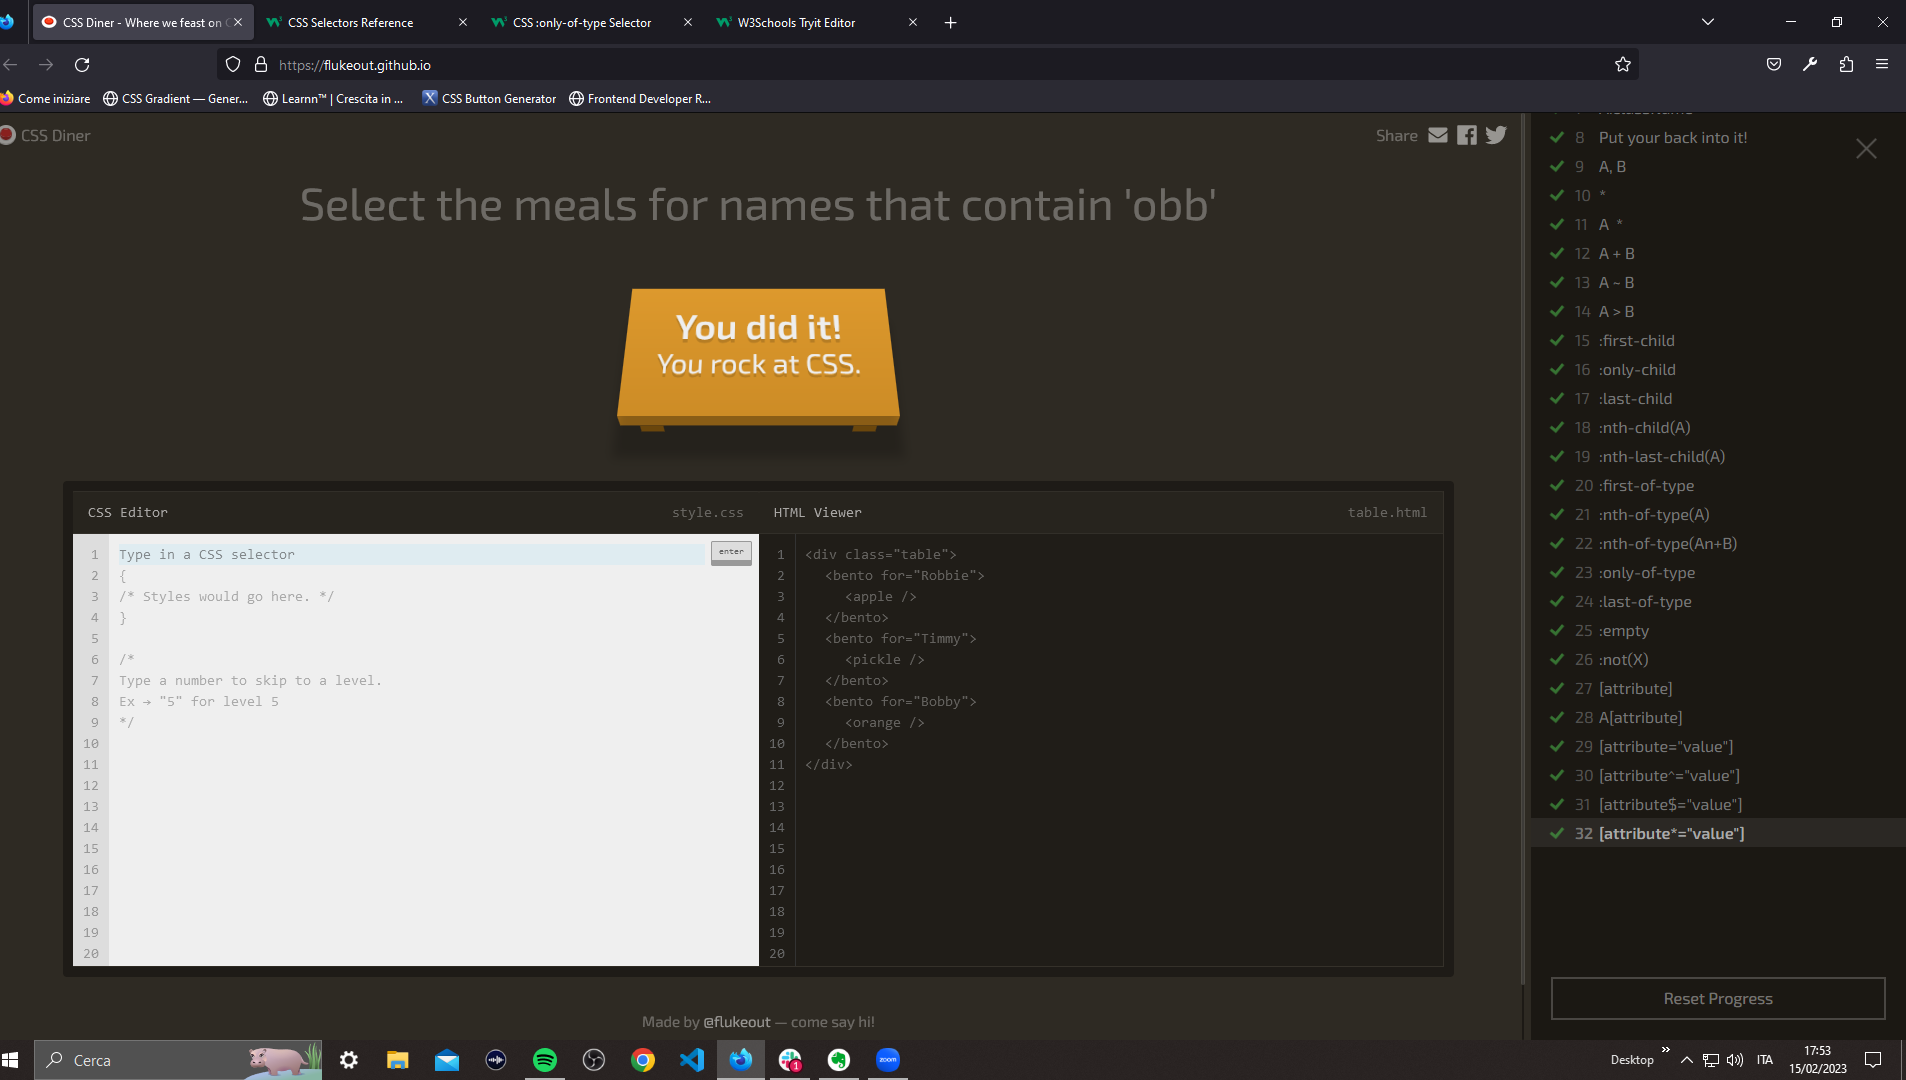 CSS Diner - Where we feast on C
CSS Selectors Reference
CSS :only-of-type Selector
W3Schools Tryit Editor
https://flukeout.github.io
Come iniziare
CSS Gradient — Gener...
Learnn™ | Crescita in ...
CSS Button Generator
Frontend Developer R...
CSS Diner
Share
Select the meals for names that contain 'obb'
You did it!
You rock at CSS.
CSS Editor
style.css
HTML Viewer
table.html
1 Type in a CSS selector
enter
2 {
3 /* Styles would go here. */
4 }
5
6 /*
7 Type a number to skip to a level.
8 Ex → "5" for level 5
9 */
10
11
12
13
14
15
16
17
18
19
20
1 <div class="table">
2 <bento for="Robbie">
3 <apple />
4 </bento>
5 <bento for="Timmy">
6 <pickle />
7 </bento>
8 <bento for="Bobby">
9 <orange />
10 </bento>
11 </div>
12
13
14
15
16
17
18
19
20
Made by @flukeout — come say hi!
8 Put your back into it!
9 A, B
10 *
11 A *
12 A + B
13 A ~ B
14 A > B
15 :first-child
16 :only-child
17 :last-child
18 :nth-child(A)
19 :nth-last-child(A)
20 :first-of-type
21 :nth-of-type(A)
22 :nth-of-type(An+B)
23 :only-of-type
24 :last-of-type
25 :empty
26 :not(X)
27 [attribute]
28 A[attribute]
29 [attribute="value"]
30 [attribute^="value"]
31 [attribute$="value"]
32 [attribute*="value"]
Reset Progress
Cerca
zoom
1
Desktop
ITA
17:53
15/02/2023